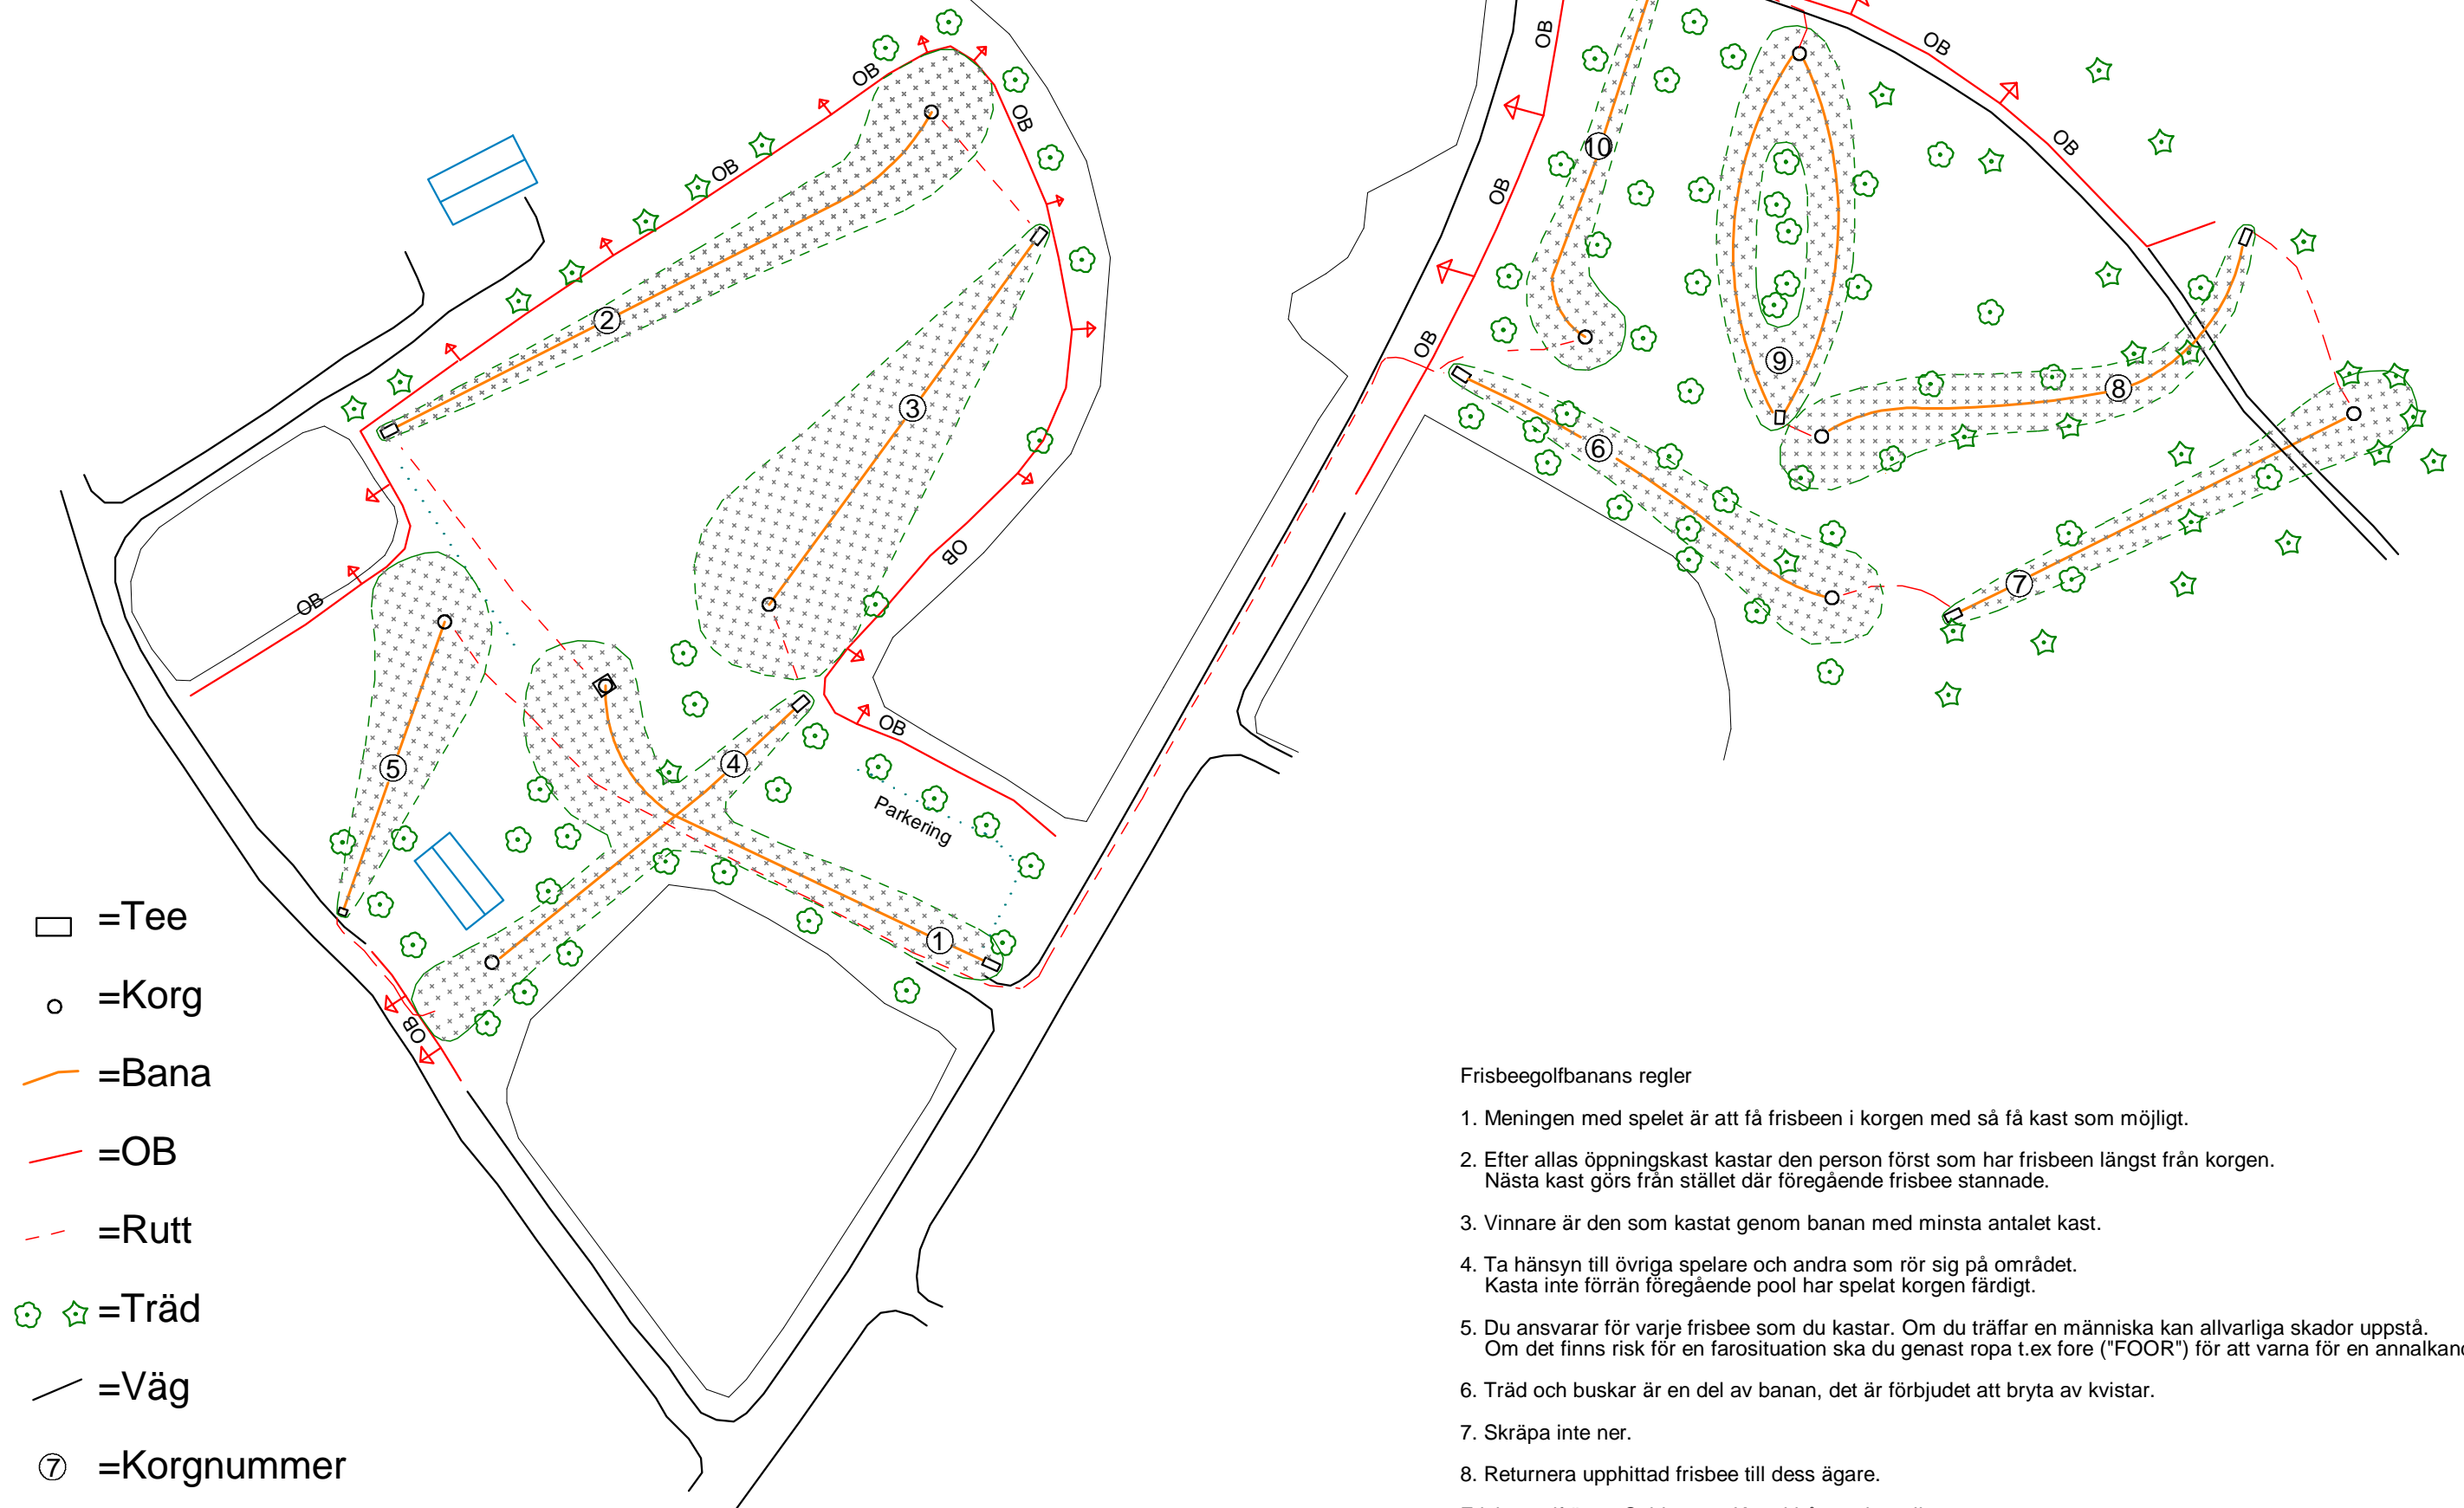 OB
OB
OB
OB
OB
OB
OB
OB
OB
OB
OB
OB
OB
10
2
3
9
8
6
7
4
5
1
Parkering
=Tee
=Korg
=Bana
=OB
=Rutt
=Träd
=Väg
7 =Korgnummer
Frisbeegolfbanans regler
1. Meningen med spelet är att få frisbeen i korgen med så få kast som möjligt.
2. Efter allas öppningskast kastar den person först som har frisbeen längst från korgen.
Nästa kast görs från stället där föregående frisbee stannade.
3. Vinnare är den som kastat genom banan med minsta antalet kast.
4. Ta hänsyn till övriga spelare och andra som rör sig på området.
Kasta inte förrän föregående pool har spelat korgen färdigt.
5. Du ansvarar för varje frisbee som du kastar. Om du träffar en människa kan allvarliga skador uppstå.
Om det finns risk för en farosituation ska du genast ropa t.ex fore ("FOOR") för att varna för en
6. Träd och buskar är en del av banan, det är förbjudet att bryta av kvistar.
7. Skräpa inte ner.
8. Returnera upphittad frisbee till dess ägare.